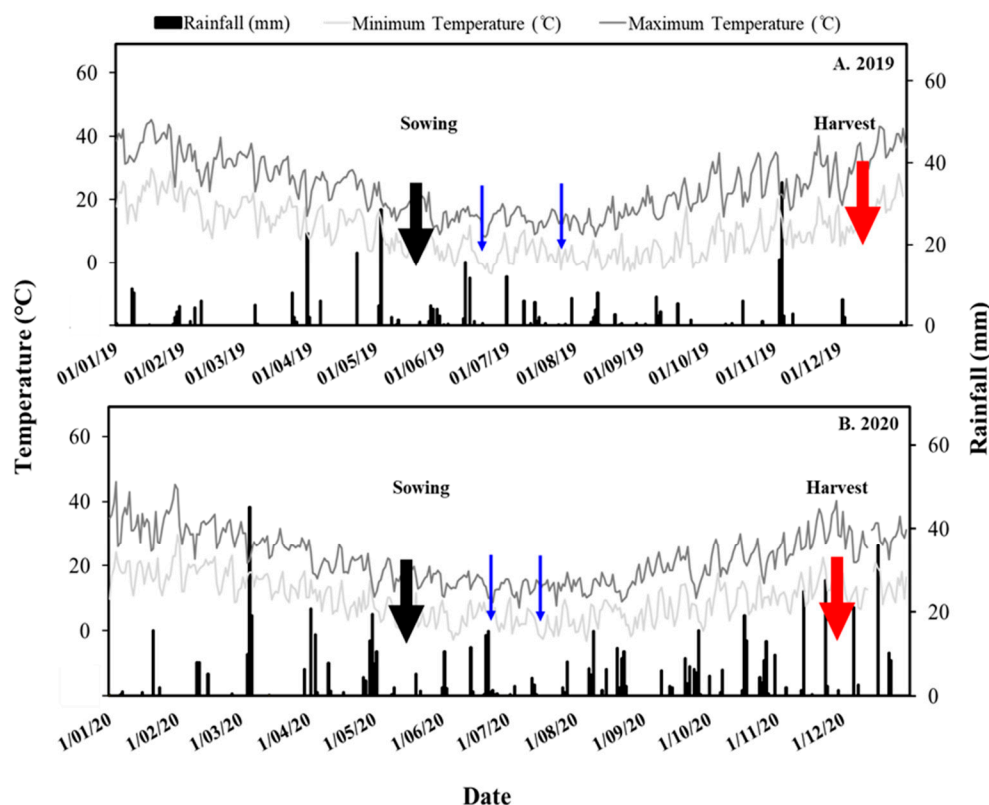 Rainfall (mm) Minimum Temperature (℃) Maximum Temperature (℃)
A. 2019
60
40
20
0
Sowing
Harvest
60
40
20
0
01/01/19 01/02/19 01/03/19 01/04/19 01/05/19 01/06/19 01/07/19 01/08/19 01/09/19 01/10/19 01/11/19 01/12/19
Temperature (℃)
Rainfall (mm)
B. 2020
60
40
20
0
Sowing
Harvest
60
40
20
0
1/01/20 1/02/20 1/03/20 1/04/20 1/05/20 1/06/20 1/07/20 1/08/20 1/09/20 1/10/20 1/11/20 1/12/20
Date